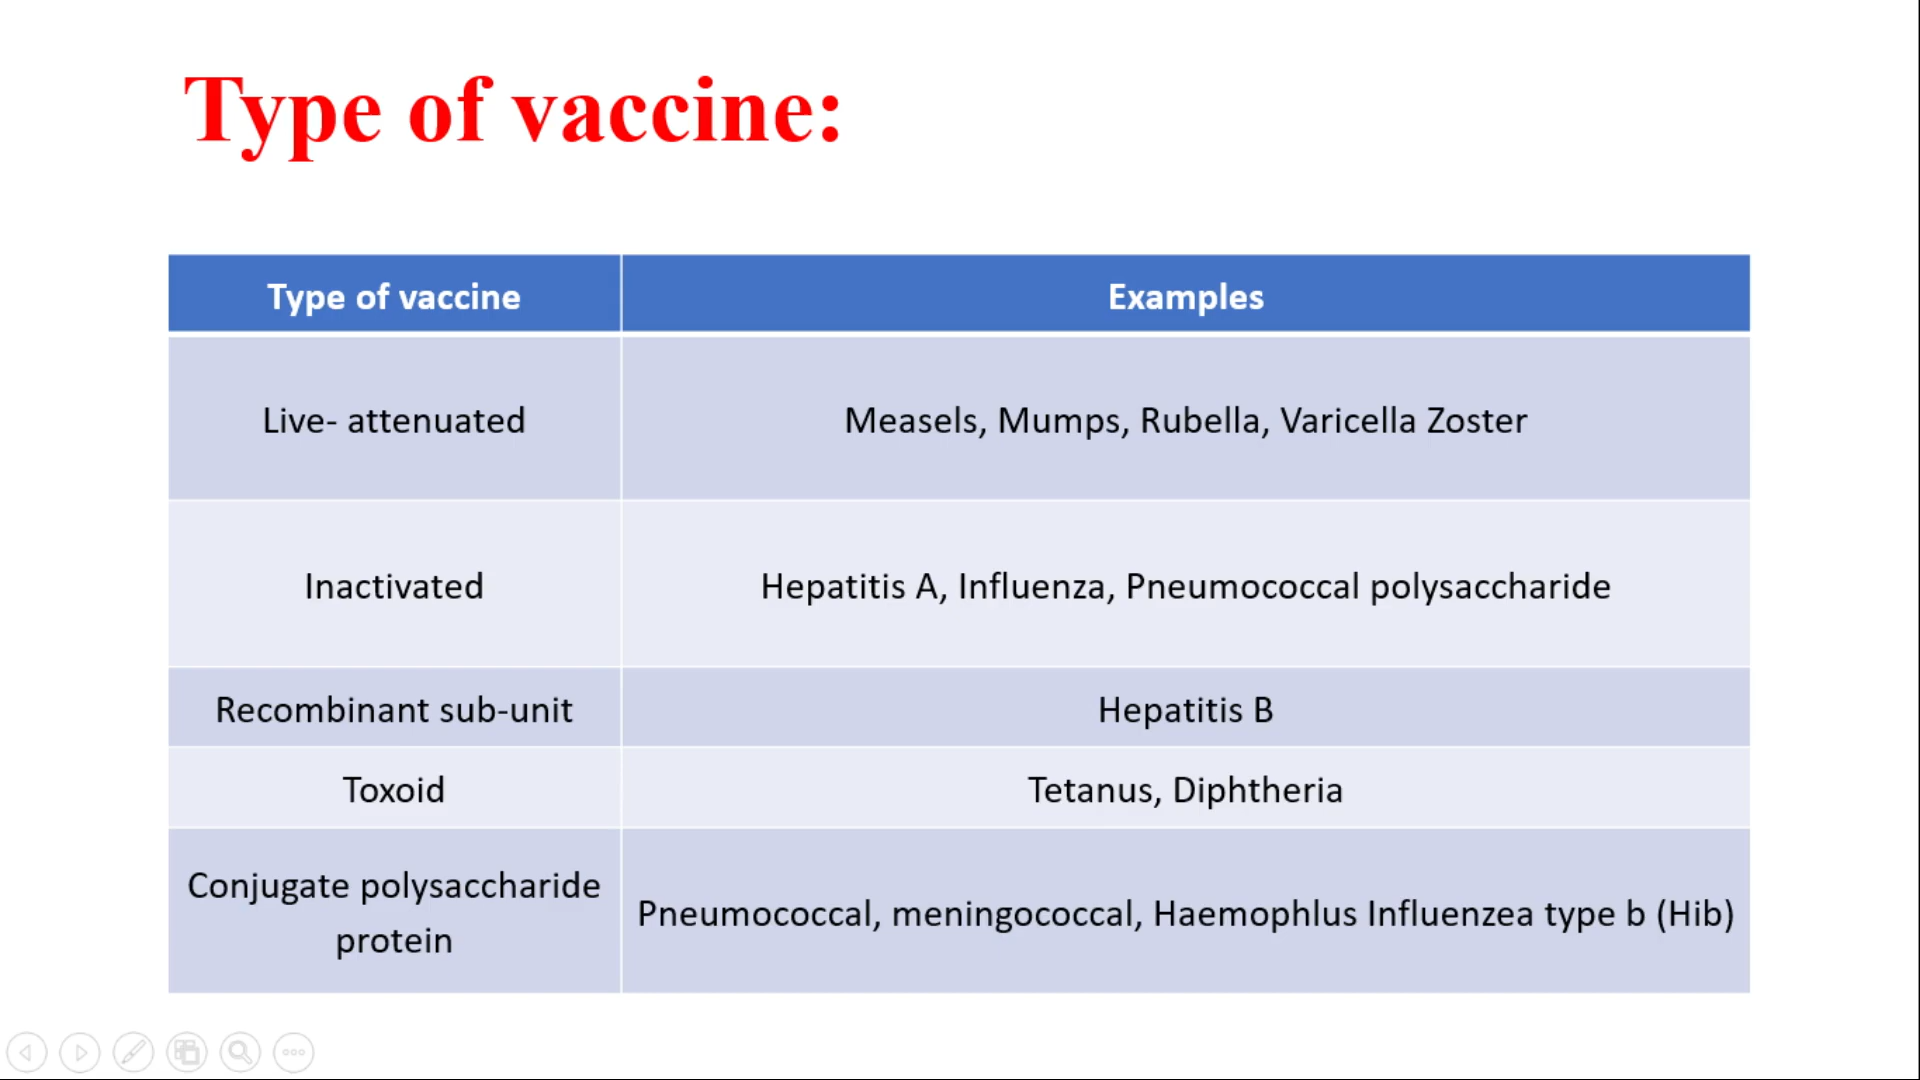 Type of vaccine:
Type of vaccine
Examples
Live- attenuated
Measels, Mumps, Rubella, Varicella Zoster
Inactivated
Hepatitis A, Influenza, Pneumococcal polysaccharide
Recombinant sub-unit
Hepatitis B
Toxoid
Tetanus, Diphtheria
Conjugate polysaccharide
protein
Pneumococcal, meningococcal, Haemophlus Influenzea type b (Hib)